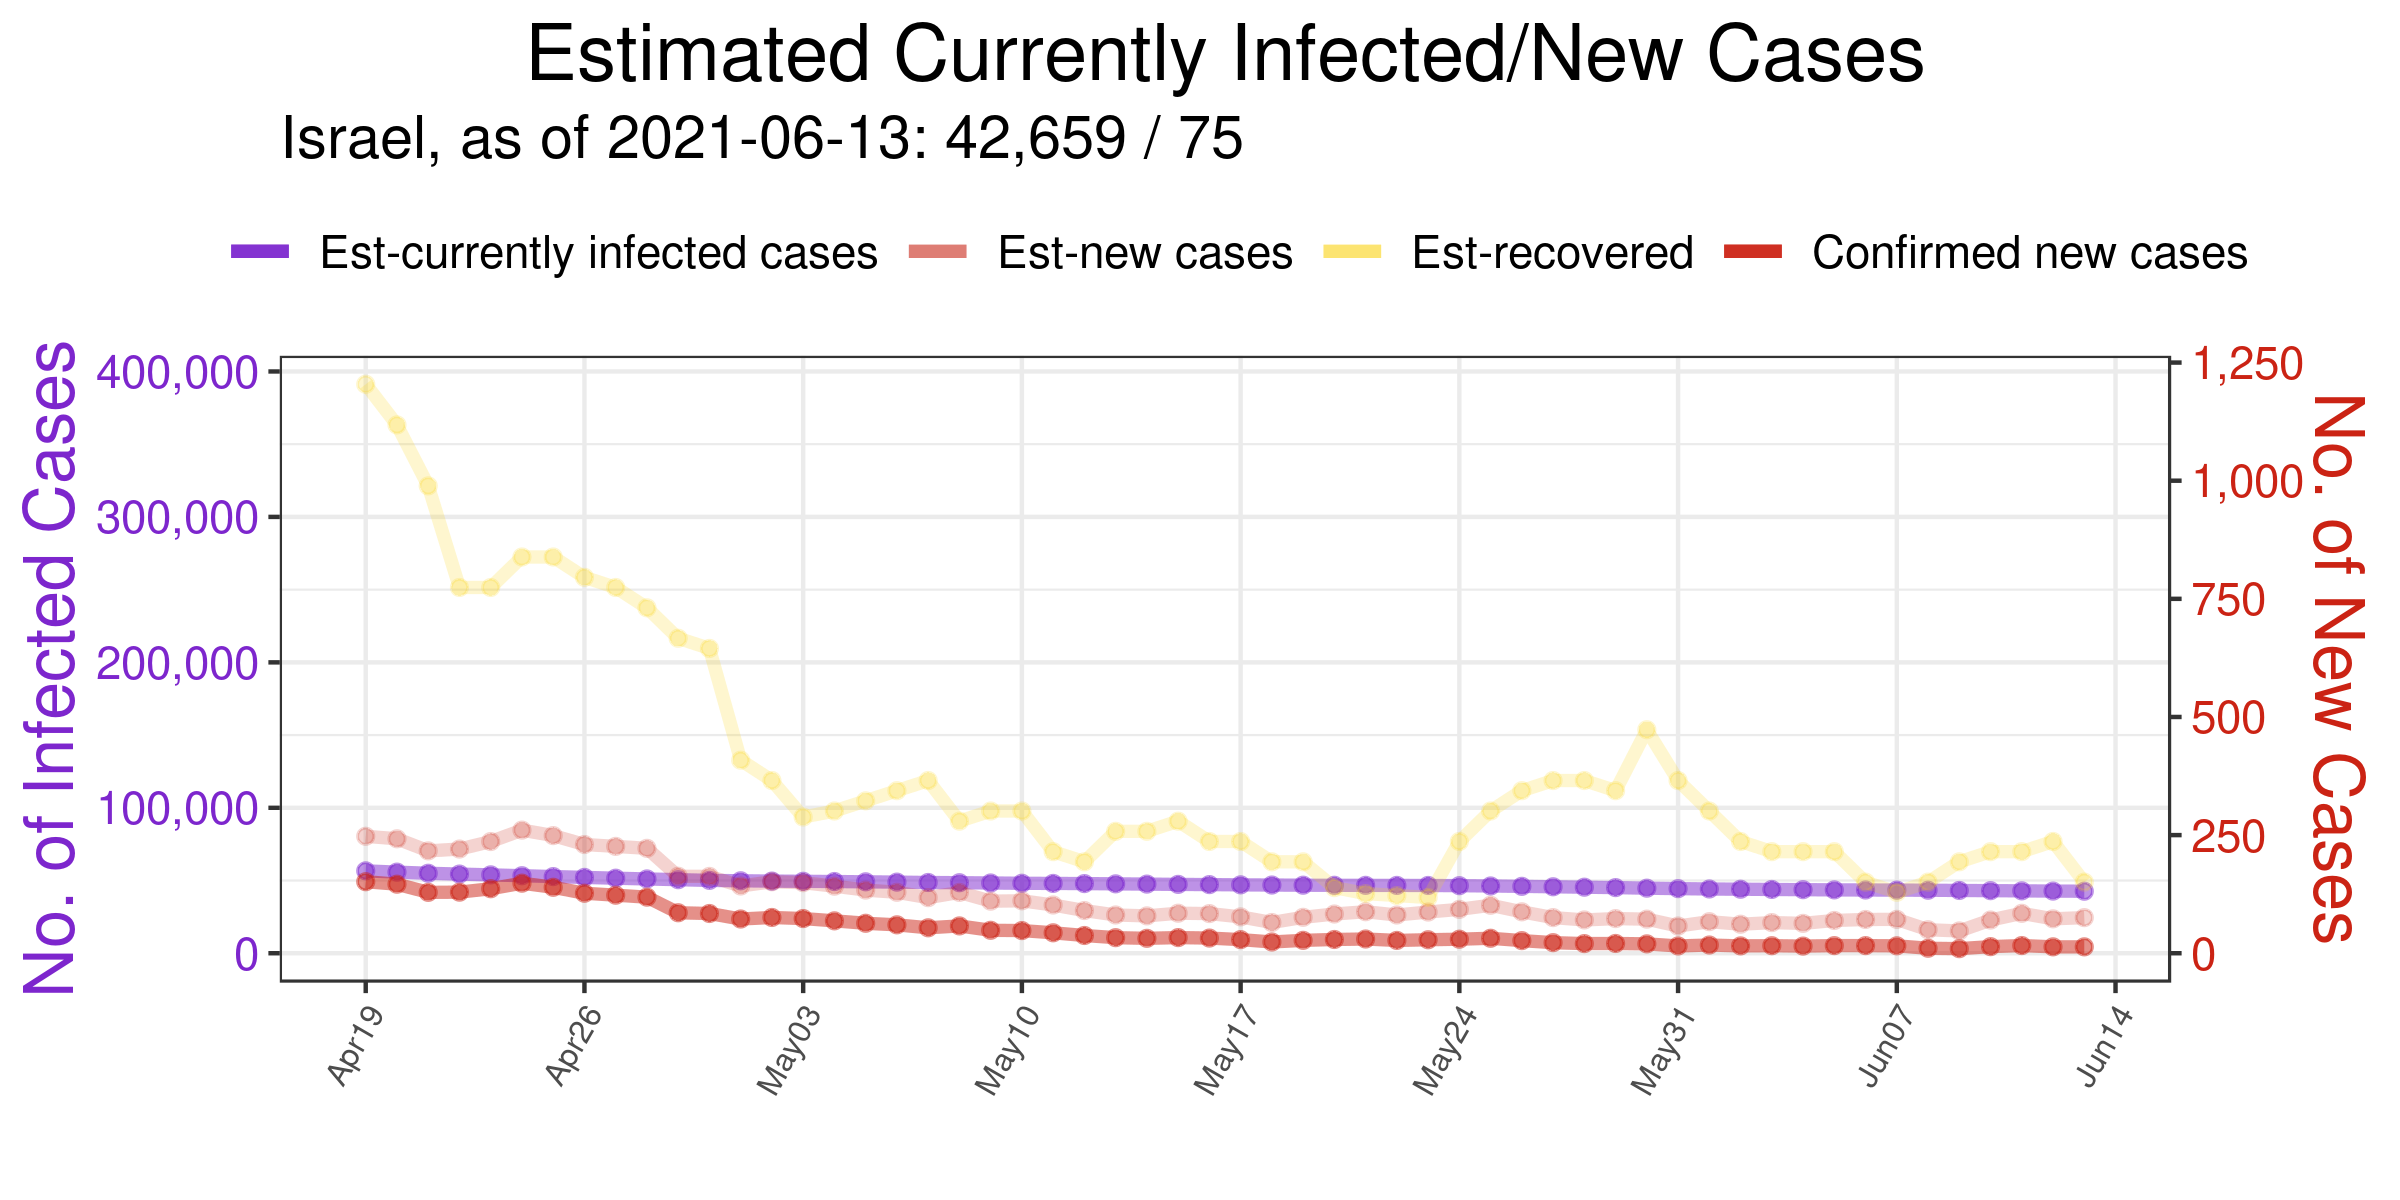 Estimated Currently Infected/New Cases
Israel, as of 2021-06-13: 42,659 / 75
Est-currently infected cases
Est-new cases
Est-recovered
Confirmed new cases
No. of Infected Cases
400,000
300,000
200,000
100,000
0
1,250
1,000
750
500
250
0
No. of New Cases
Apr19
Apr26
May03
May10
May17
May24
May31
Jun07
Jun14